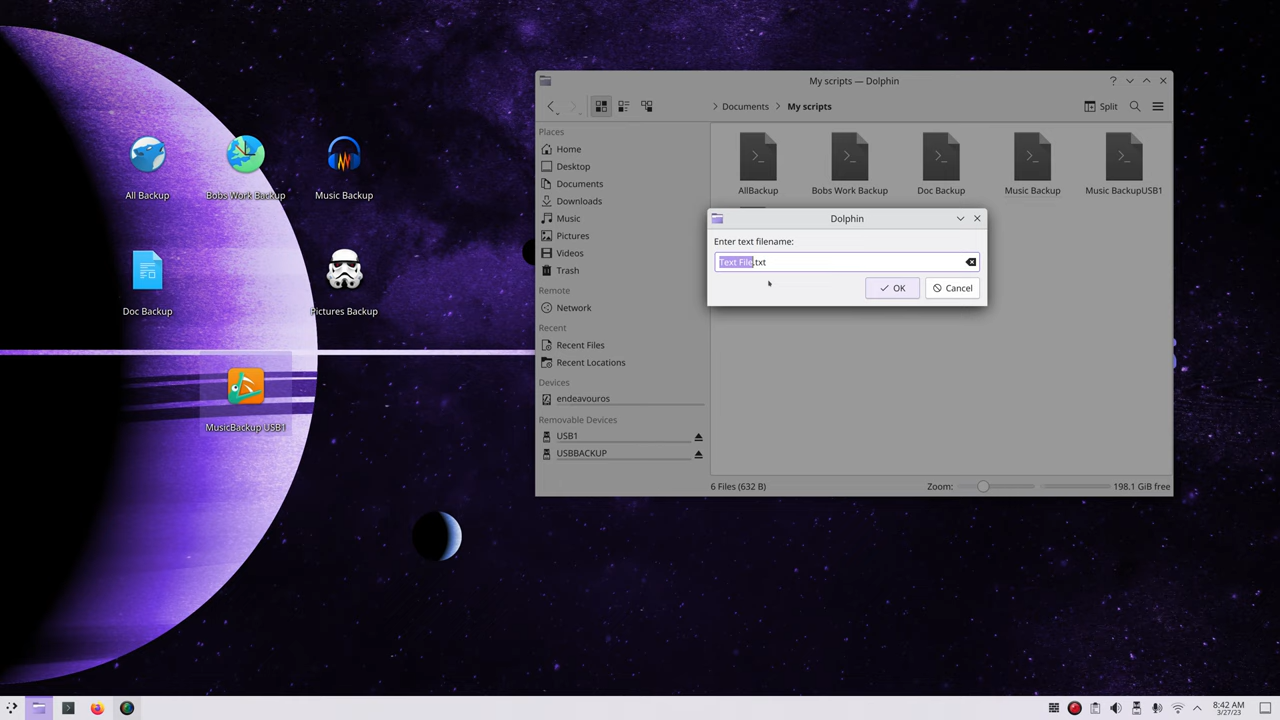 My scripts — Dolphin
Documents
My scripts
Split
Places
Home
Desktop
Documents
Downloads
Music
Pictures
Videos
Trash
Remote
Network
Recent
Recent Files
Recent Locations
Devices
endeavouros
Removable Devices
USB1
USBBACKUP
AllBackup
Bobs Work Backup
Doc Backup
Music Backup
Music BackupUSB1
Dolphin
Enter text filename:
Text File.txt
OK
Cancel
6 Files (632 B)
Zoom:
198.1 GiB free
All Backup
Bobs Work Backup
Music Backup
Doc Backup
Pictures Backup
MusicBackup USB1
8:42 AM
3/27/23